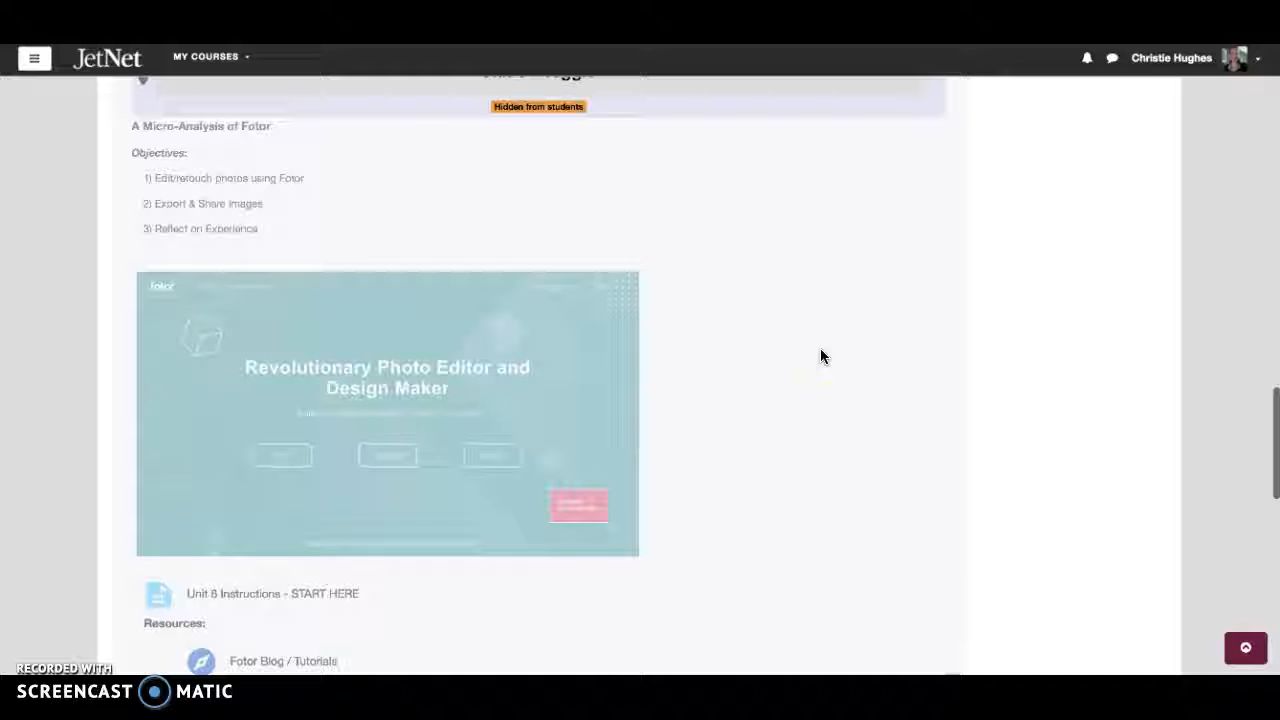 JetNet
MY COURSES
Christie Hughes
Hidden from students
A Micro-Analysis of Fotor
Objectives:
1) Edit/retouch photos using Fotor
2) Export & Share Images
3) Reflect on Experience
fotor
Revolutionary Photo Editor and
Design Maker
Unit 6 Instructions - START HERE
Resources:
Fotor Blog / Tutorials
RECORDED WITH
SCREENCAST MATIC